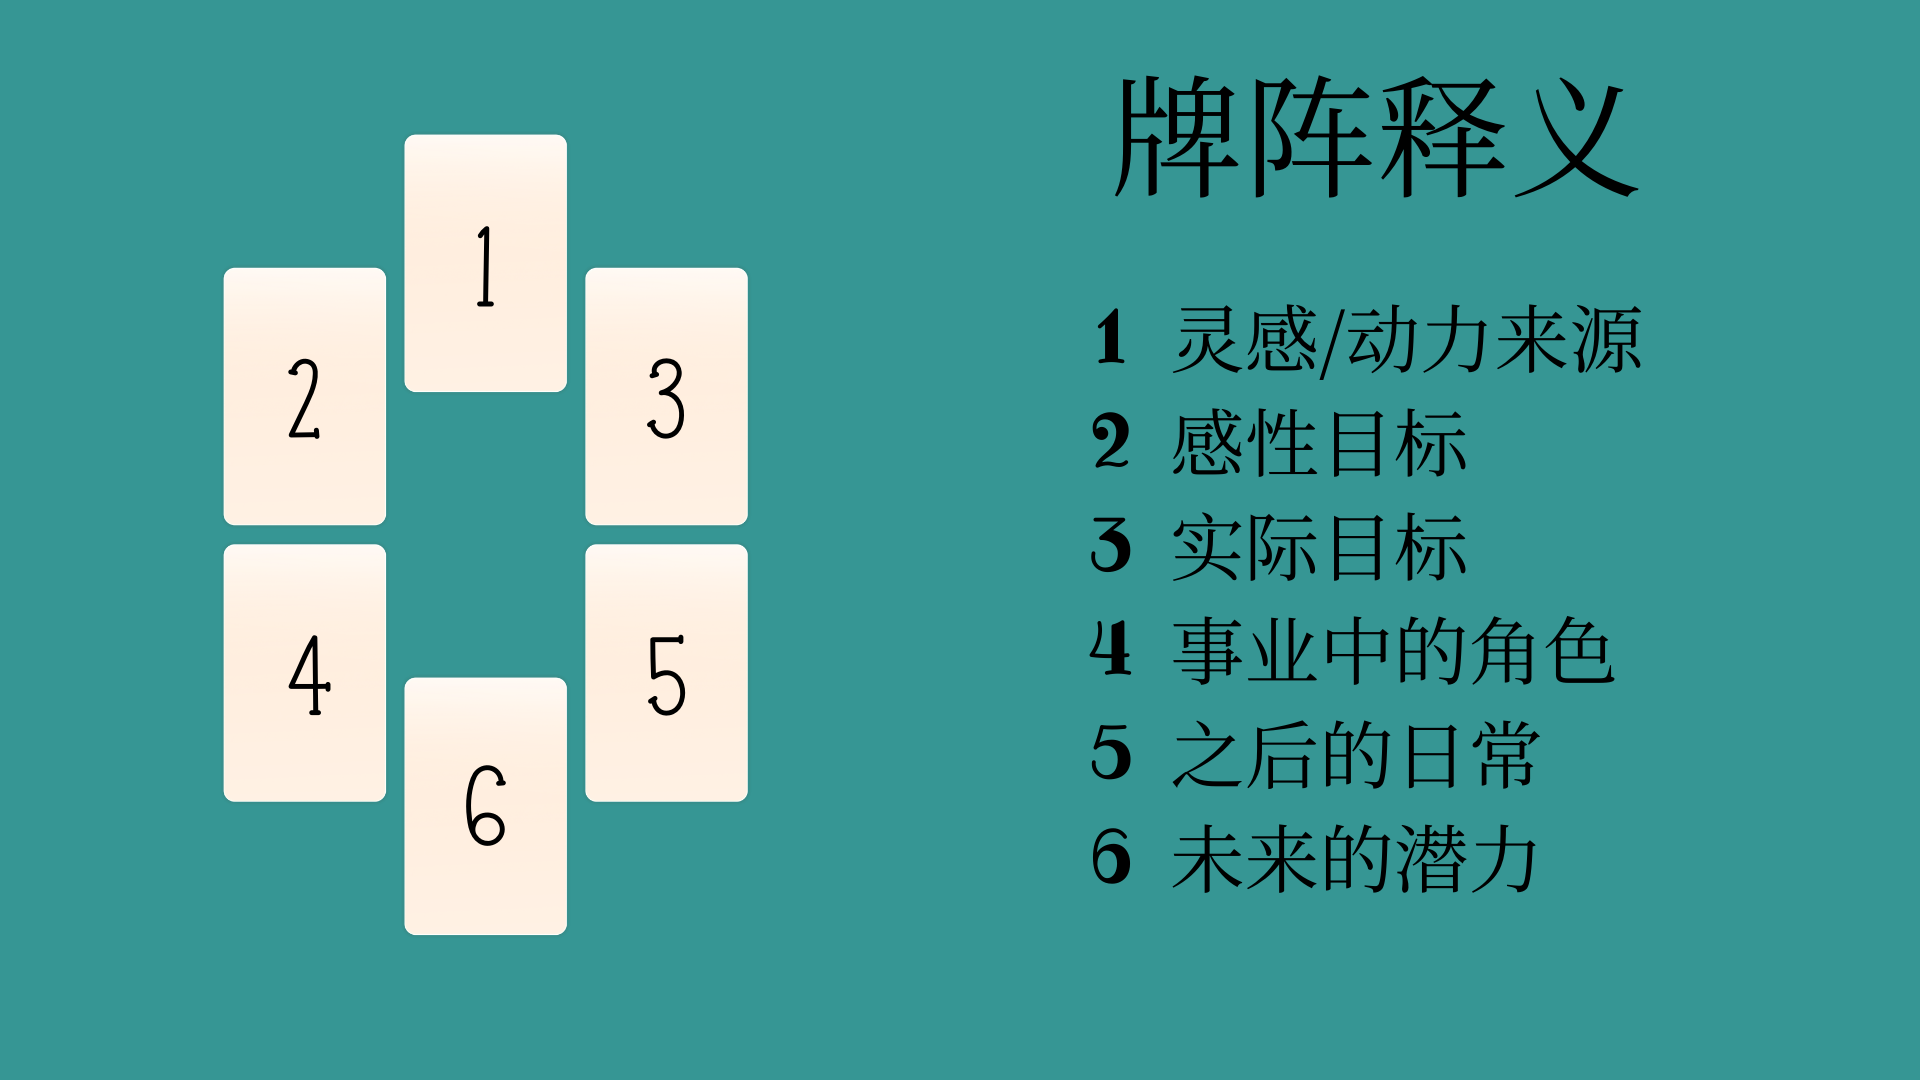 1
2
3
4
5
6
牌阵释义
1 灵感/动力来源
2 感性目标
3 实际目标
4 事业中的角色
5 之后的日常
6 未来的潜力